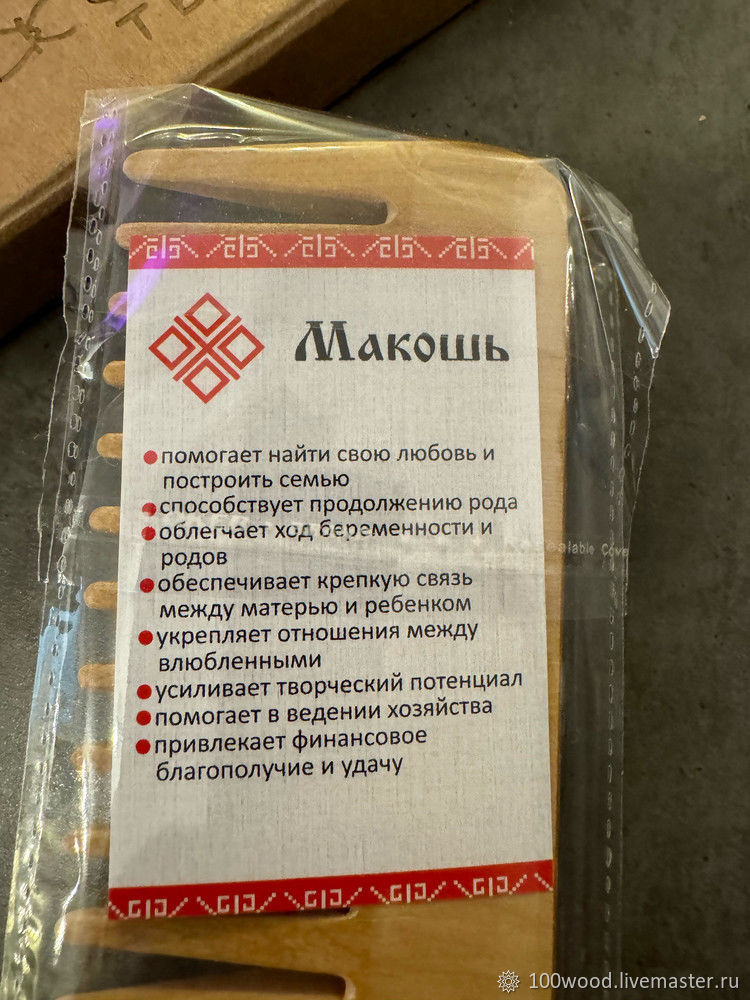 Макошь
помогает найти свою любовь и
построить семью
способствует продолжению рода
облегчает ход беременности и
родов
обеспечивает крепкую связь
между матерью и ребенком
укрепляет отношения между
влюбленными
усиливает творческий потенциал
помогает в ведении хозяйства
привлекает финансовое
благополучие и удачу
100wood.livemaster.ru